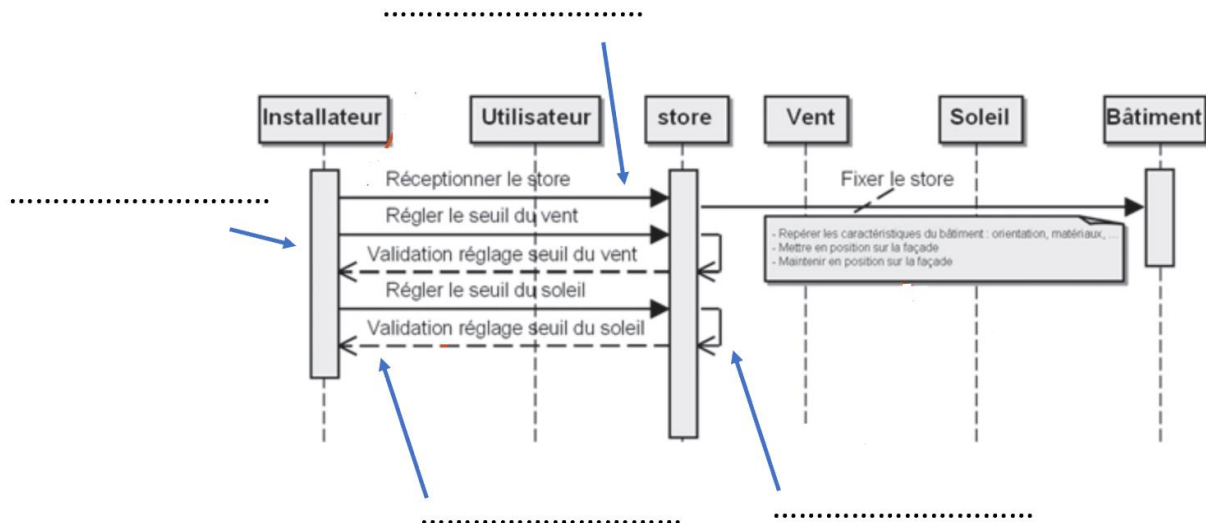 Installateur
Utilisateur
store
Vent
Soleil
Bâtiment
Réceptionner le store
Fixer le store
Régler le seuil du vent
- Repérer les caractéristiques du bâtiment : orientation, matériaux, ...
- Mettre en position sur la façade
- Maintenir en position sur la façade
Validation réglage seuil du vent
Régler le seuil du soleil
Validation réglage seuil du soleil